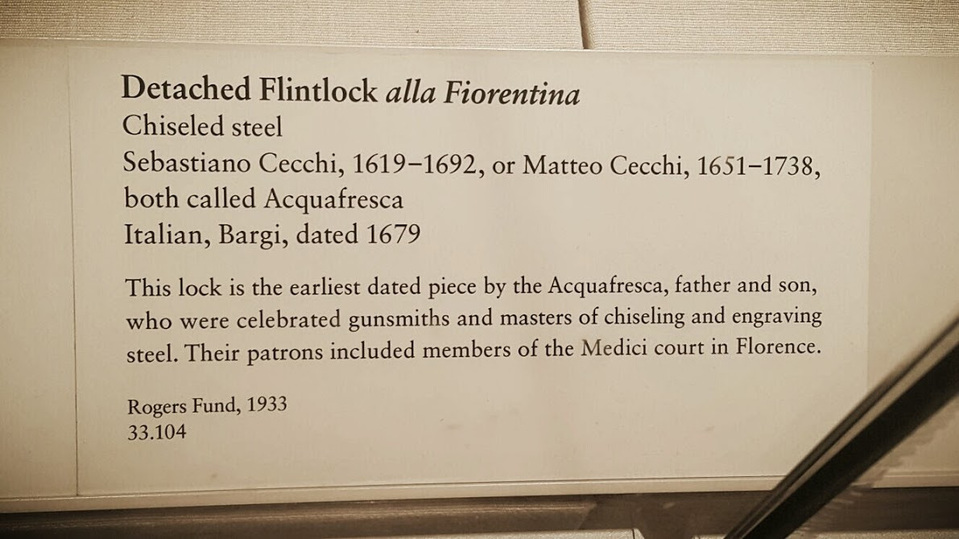 Detached Flintlock alla Fiorentina
Chiseled steel
Sebastiano Cecchi, 1619–1692, or Matteo Cecchi, 1651–1738,
both called Acquafresca
Italian, Bargi, dated 1679
This lock is the earliest dated piece by the Acquafresca, father and son,
who were celebrated gunsmiths and masters of chiseling and engraving
steel. Their patrons included members of the Medici court in Florence.
Rogers Fund, 1933
33.104